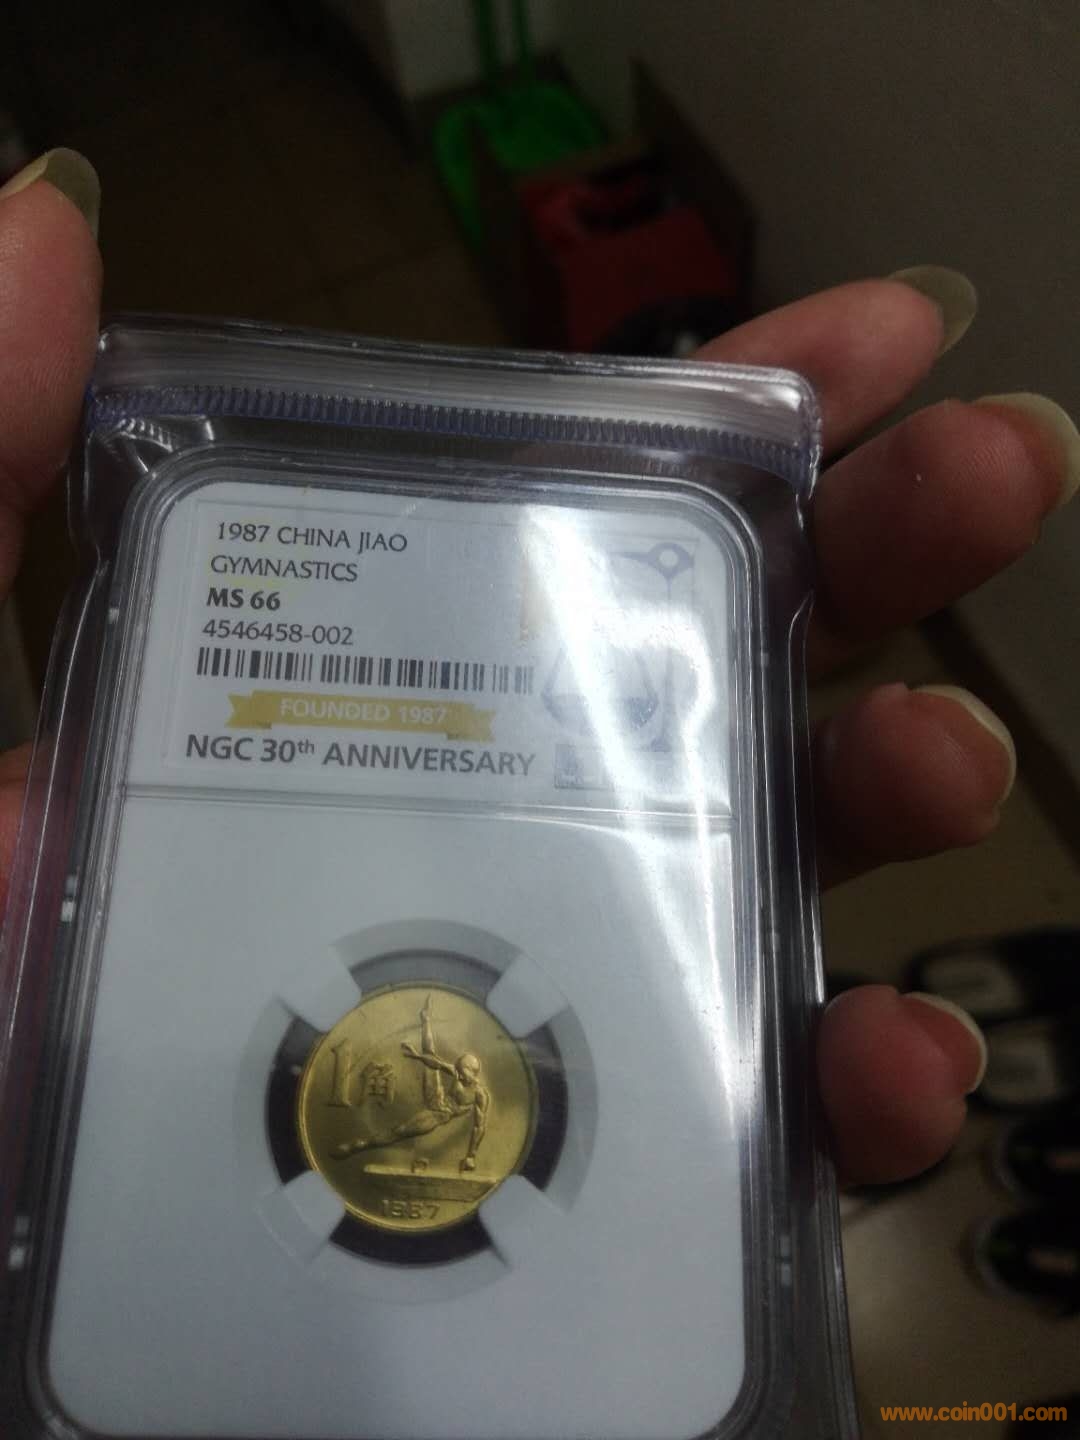 1987 CHINA JIAO
GYMNASTICS
MS 66
4546458-002
FOUNDED 1987
NGC 30th ANNIVERSARY
1角
1987
www.coin001.com